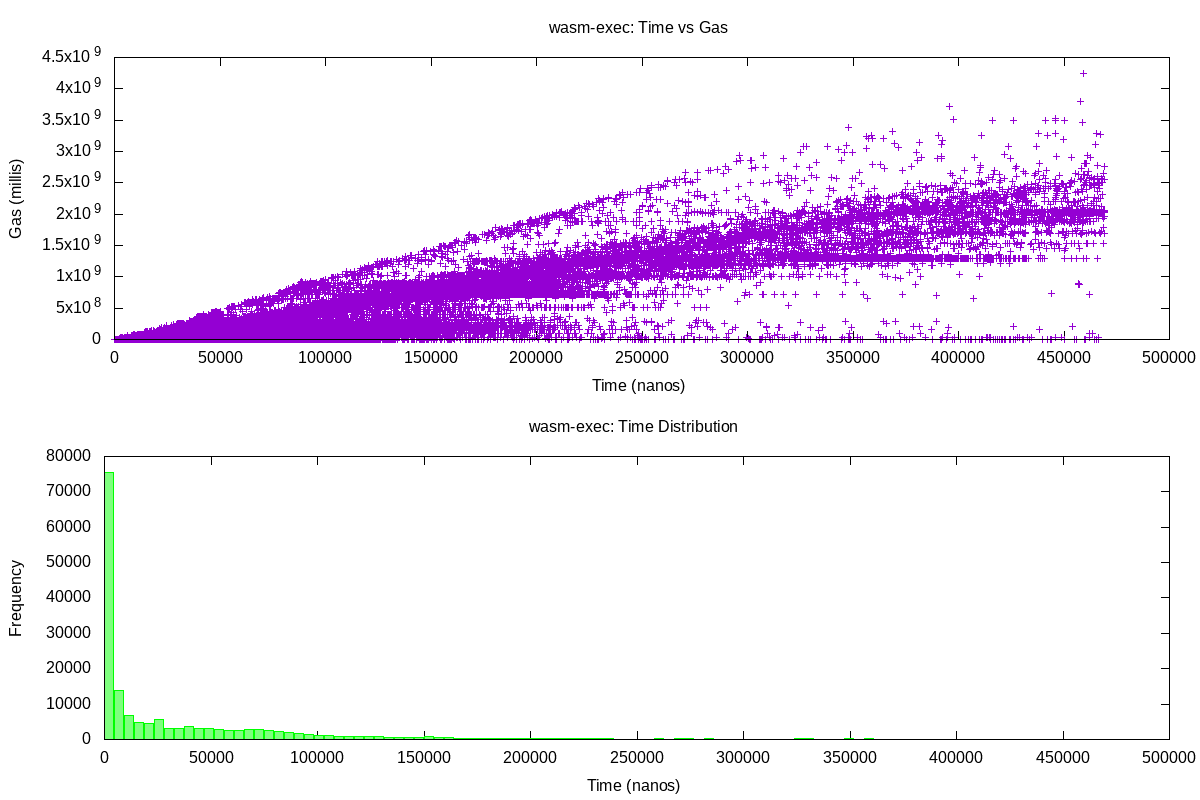 wasm-exec: Time vs Gas
4.5x10 9
4x10 9
3.5x10 9
3x10 9
2.5x10 9
2x10 9
1.5x10 9
1x10 9
5x10 8
0
Gas (millis)
0 50000 100000 150000 200000 250000 300000 350000 400000 450000 500000
Time (nanos)
wasm-exec: Time Distribution
80000
70000
60000
50000
40000
30000
20000
10000
0
Frequency
0 50000 100000 150000 200000 250000 300000 350000 400000 450000 500000
Time (nanos)